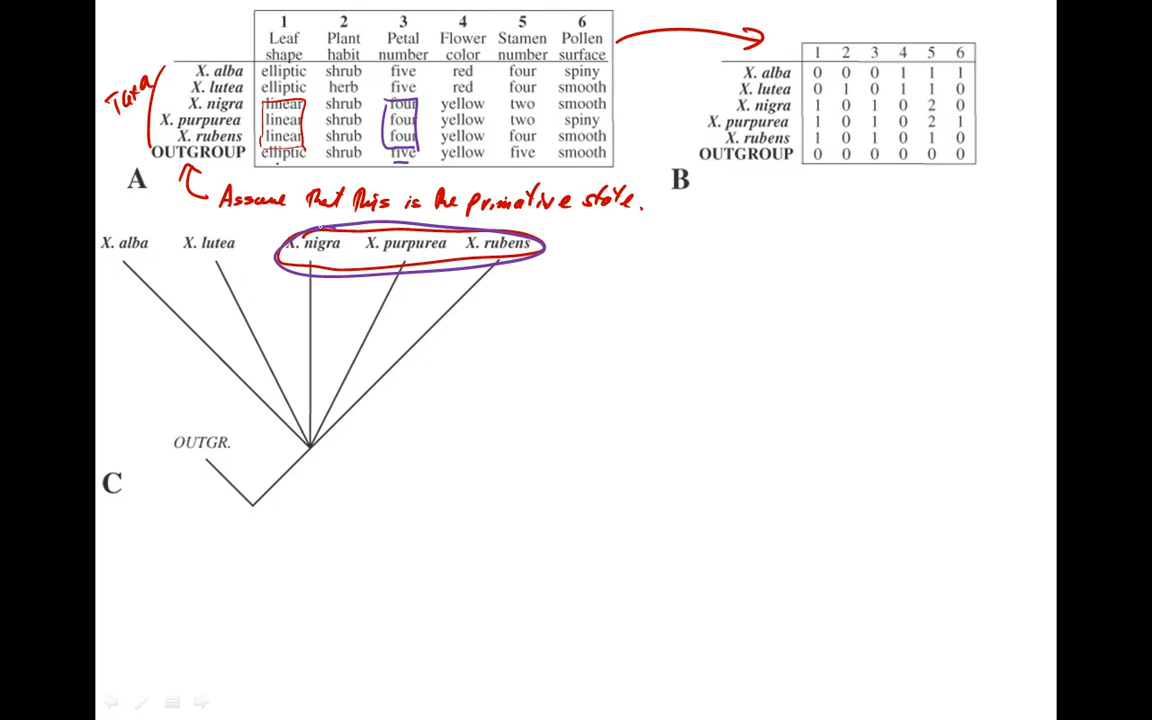 1 2 3 4 5 6
Leaf Plant Petal Flower Stamen Pollen
shape habit number color number surface
X. alba elliptic shrub five red four spiny
X. lutea elliptic herb five red four smooth
X. nigra linear shrub four yellow two smooth
X. purpurea linear shrub four yellow two spiny
X. rubens linear shrub four yellow four smooth
OUTGROUP elliptic shrub five yellow five smooth
Taxa
A
1 2 3 4 5 6
X. alba 0 0 0 1 1 1
X. lutea 0 1 0 1 1 0
X. nigra 1 0 1 0 2 0
X. purpurea 1 0 1 0 2 1
X. rubens 1 0 1 0 1 0
OUTGROUP 0 0 0 0 0 0
B
Assume that this is the primative state.
X. alba X. lutea X. nigra X. purpurea X. rubens
OUTGR.
C